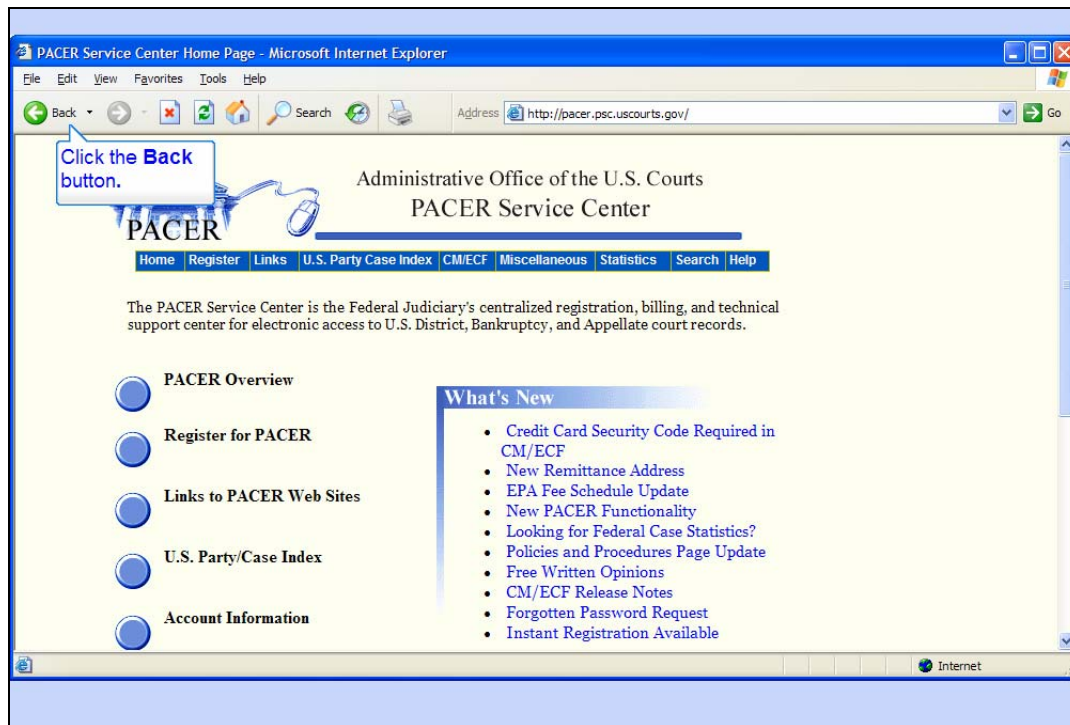 PACER Service Center Home Page - Microsoft Internet Explorer
File Edit View Favorites Tools Help
Back Search Address http://pacer.psc.uscourts.gov/ Go
Click the Back
button.
Administrative Office of the U.S. Courts
PACER Service Center
PACER
Home Register Links U.S. Party Case Index CM/ECF Miscellaneous Statistics Search Help
The PACER Service Center is the Federal Judiciary's centralized registration, billing, and technical
support center for electronic access to U.S. District, Bankruptcy, and Appellate court records.
PACER Overview
Register for PACER
Links to PACER Web Sites
U.S. Party/Case Index
Account Information
What's New
• Credit Card Security Code Required in
CM/ECF
• New Remittance Address
• EPA Fee Schedule Update
• New PACER Functionality
• Looking for Federal Case Statistics?
• Policies and Procedures Page Update
• Free Written Opinions
• CM/ECF Release Notes
• Forgotten Password Request
• Instant Registration Available
Internet